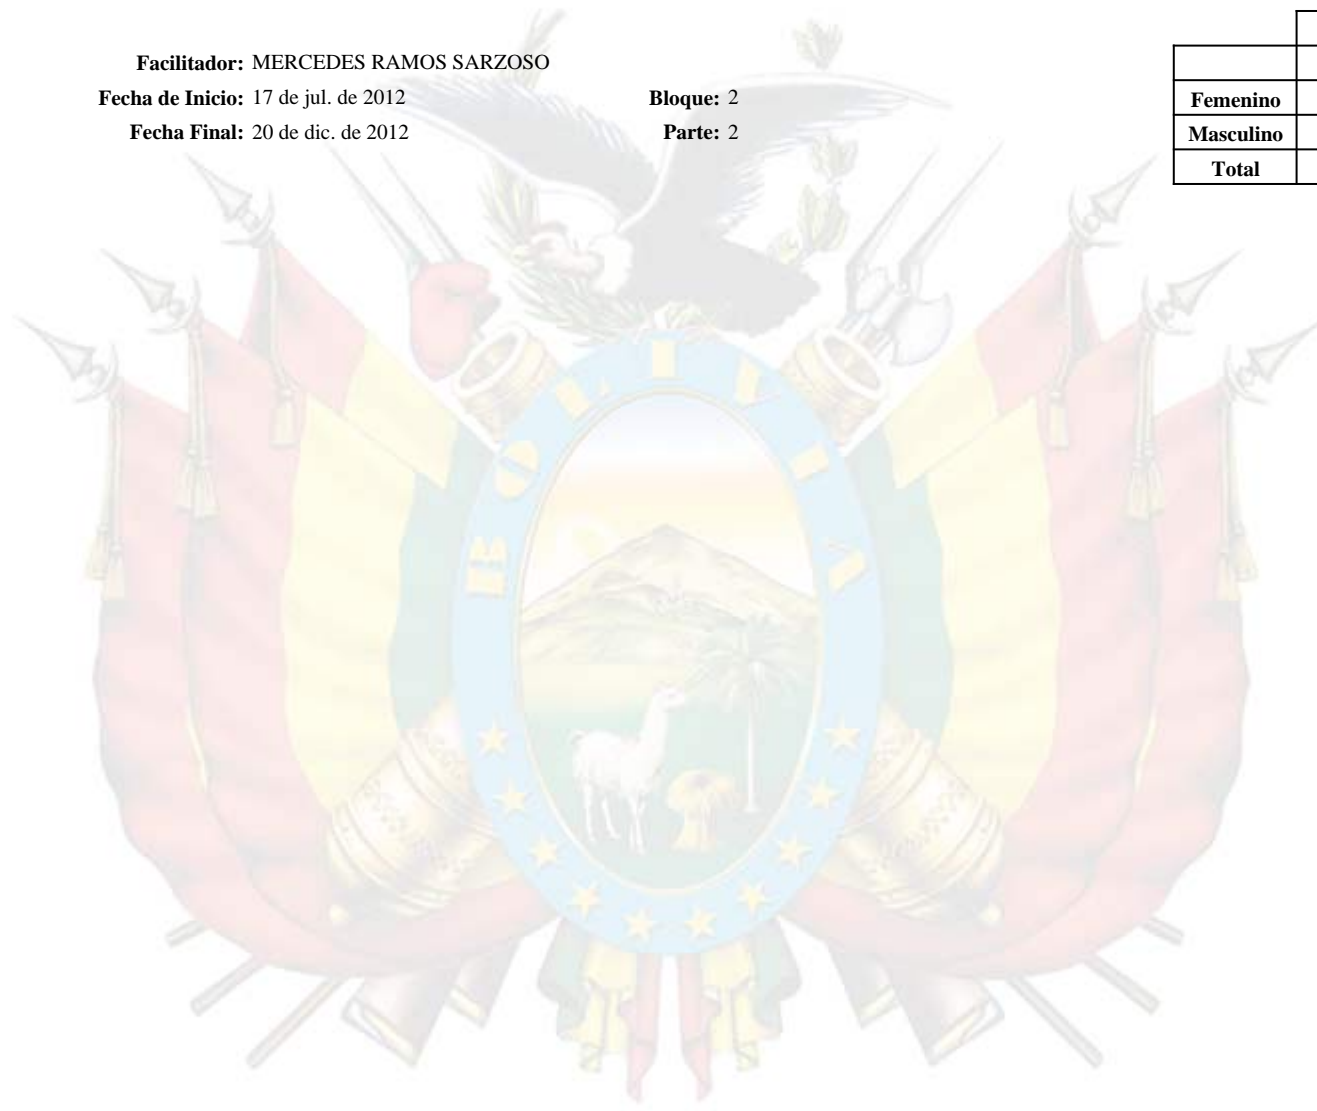 Facilitador: MERCEDES RAMOS SARZOSO
Fecha de Inicio: 17 de jul. de 2012 Bloque: 2
Fecha Final: 20 de dic. de 2012 Parte: 2
Femenino
Masculino
Total
BOLIVIA